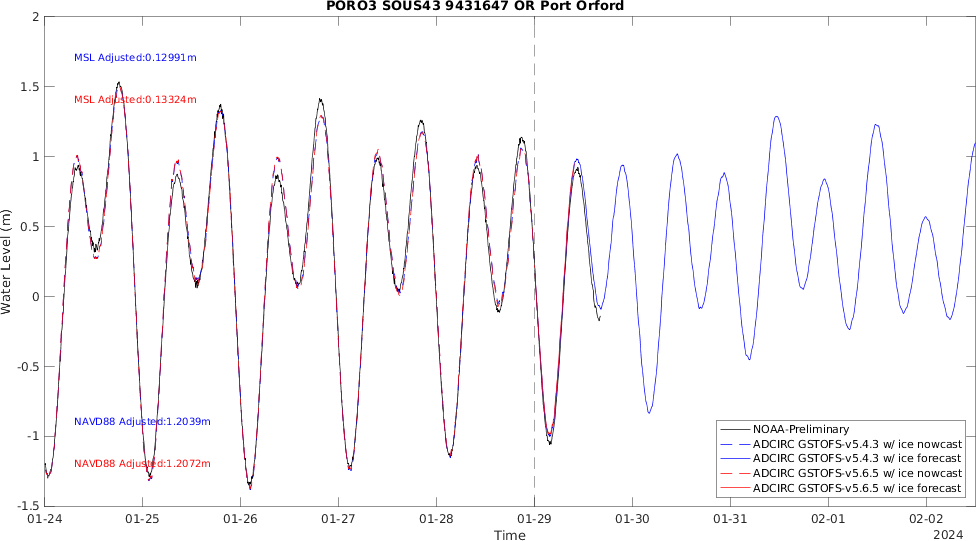 PORO3 SOUS43 9431647 OR Port Orford
2
1.5
1
0.5
0
-0.5
-1
-1.5
Water Level (m)
MSL Adjusted:0.12991m
MSL Adjusted:0.13324m
NAVD88 Adjusted:1.2039m
NAVD88 Adjusted:1.2072m
NOAA-Preliminary
ADCIRC GSTOFS-v5.4.3 w/ ice nowcast
ADCIRC GSTOFS-v5.4.3 w/ ice forecast
ADCIRC GSTOFS-v5.6.5 w/ ice nowcast
ADCIRC GSTOFS-v5.6.5 w/ ice forecast
01-24 01-25 01-26 01-27 01-28 01-29 01-30 01-31 02-01 02-02
Time
2024